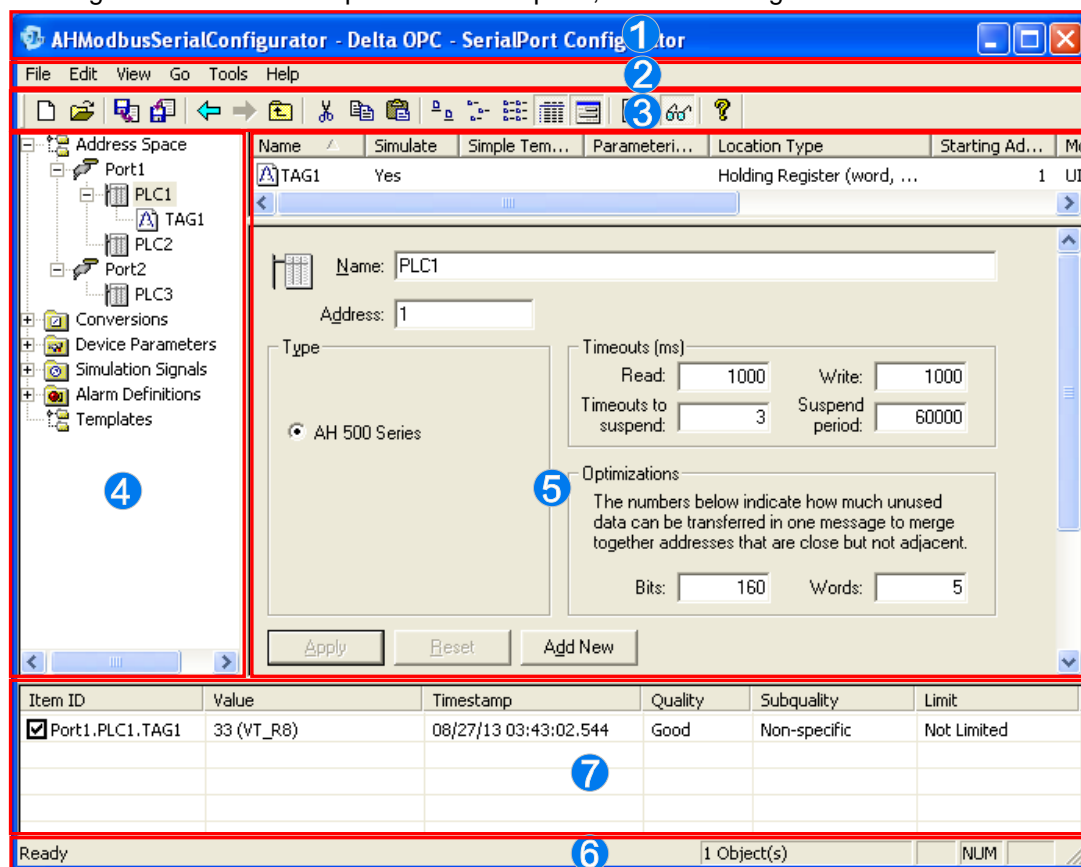 AHModbusSerialConfigurator - Delta OPC - SerialPort Configurator
1
File Edit View Go Tools Help
2
3
Address Space
Port1
PLC1
TAG1
PLC2
Port2
PLC3
Conversions
Device Parameters
Simulation Signals
Alarm Definitions
Templates
4
Name Simulate Simple Tem... Parameteri... Location Type Starting Ad...
TAG1 Yes Holding Register (word, ... 1 UI
Name: PLC1
Address: 1
Type
AH 500 Series
Timeouts (ms)
Read: 1000 Write: 1000
Timeouts to suspend: 3 Suspend period: 60000
5
Optimizations
The numbers below indicate how much unused
data can be transferred in one message to merge
together addresses that are close but not adjacent.
Bits: 160 Words: 5
Apply Reset Add New
Item ID Value Timestamp Quality Subquality Limit
Port1.PLC1.TAG1 33 (VT_R8) 08/27/13 03:43:02.544 Good Non-specific Not Limited
7
Ready 6 1 Object(s) NUM